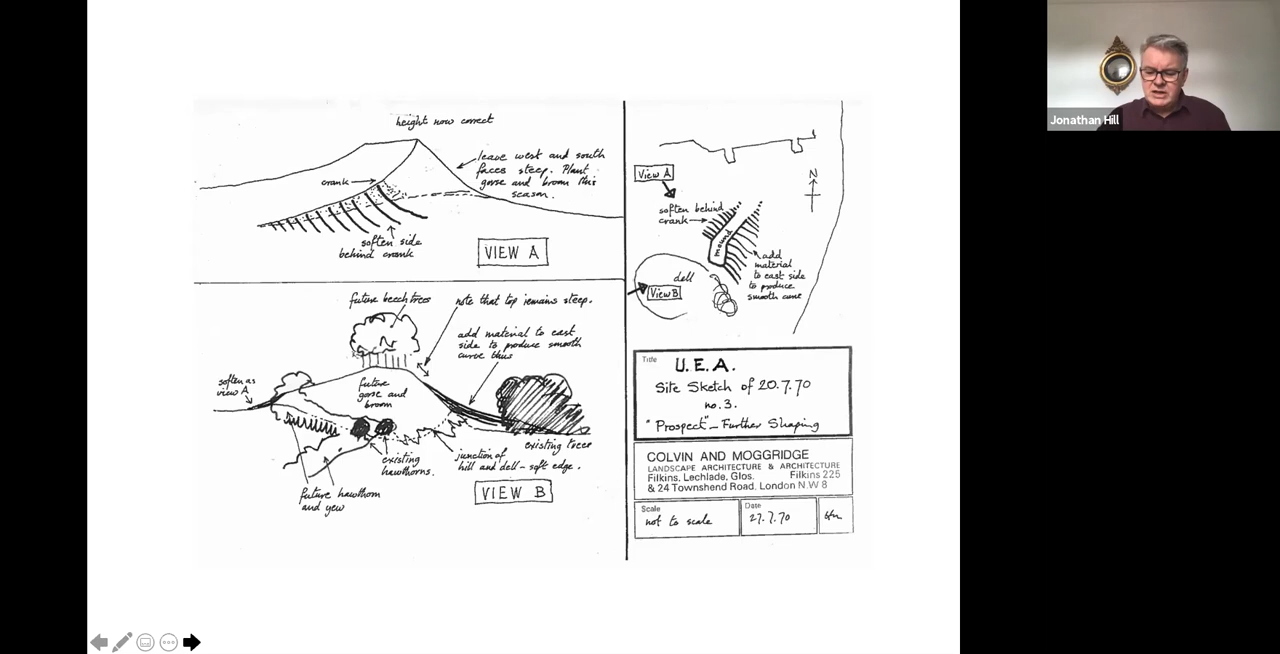 height now correct
leave west and south
faces steep. Plant
gorse and broom this
season.
crank
soften side
behind crank
VIEW A
future beech trees
note that top remains steep.
add material to east
side to produce smooth
curve thus
soften as
view A
future
gorse and
broom
existing trees
existing
hawthorns.
junction of
hill and dell - soft edge.
future hawthorn
and yew
VIEW B
View A
N
soften behind
crank
mound
add
material
to east side
to produce
smooth curve
dell
View B
Title
U.E.A.
Site Sketch of 20.7.70
no. 3.
"Prospect" - Further Shaping
COLVIN AND MOGGRIDGE
LANDSCAPE ARCHITECTURE & ARCHITECTURE
Filkins, Lechlade, Glos. Filkins 225
& 24 Townshend Road, London N.W 8
Scale
not to scale
Date
27.7.70
Jonathan Hill